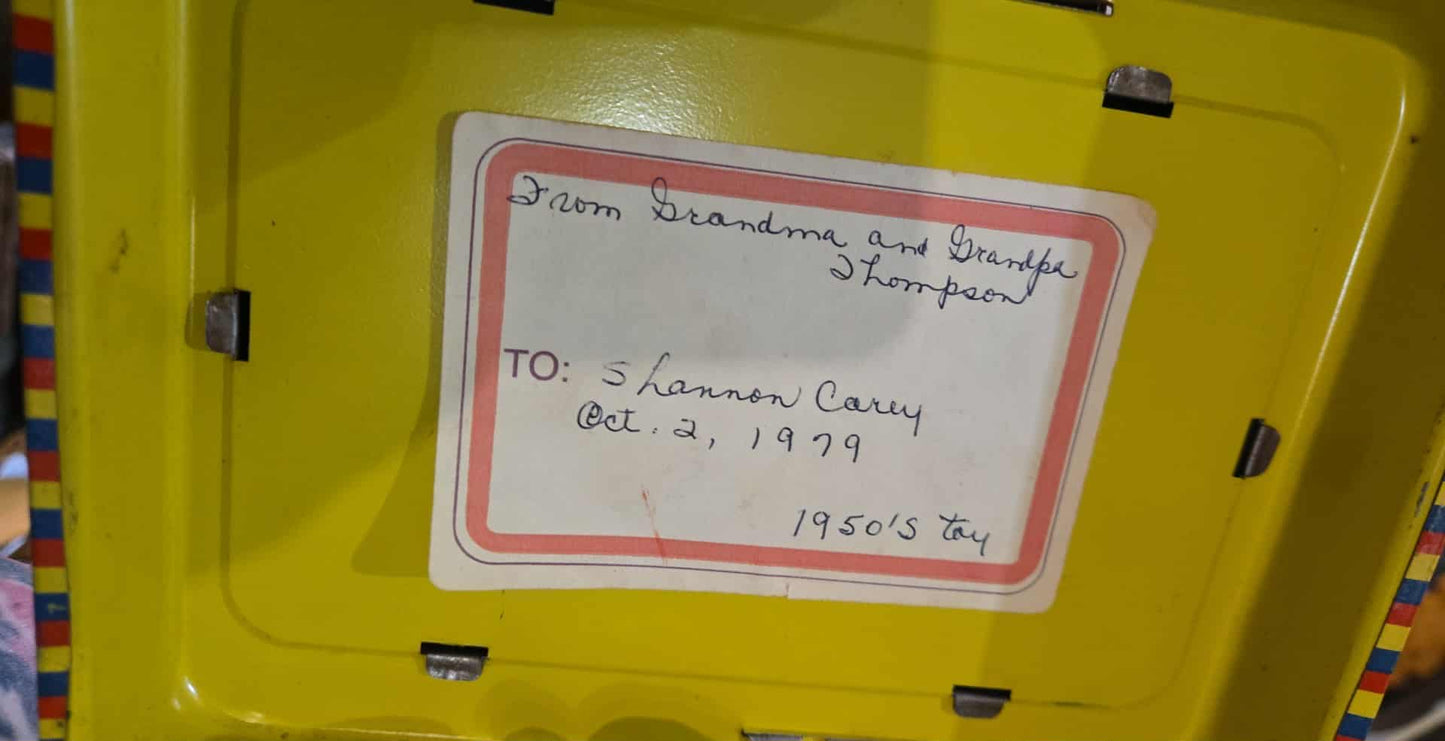 From Grandma and Grandpa
Thompson
TO: Shannon Carey
Oct. 2, 1979
1950's toy